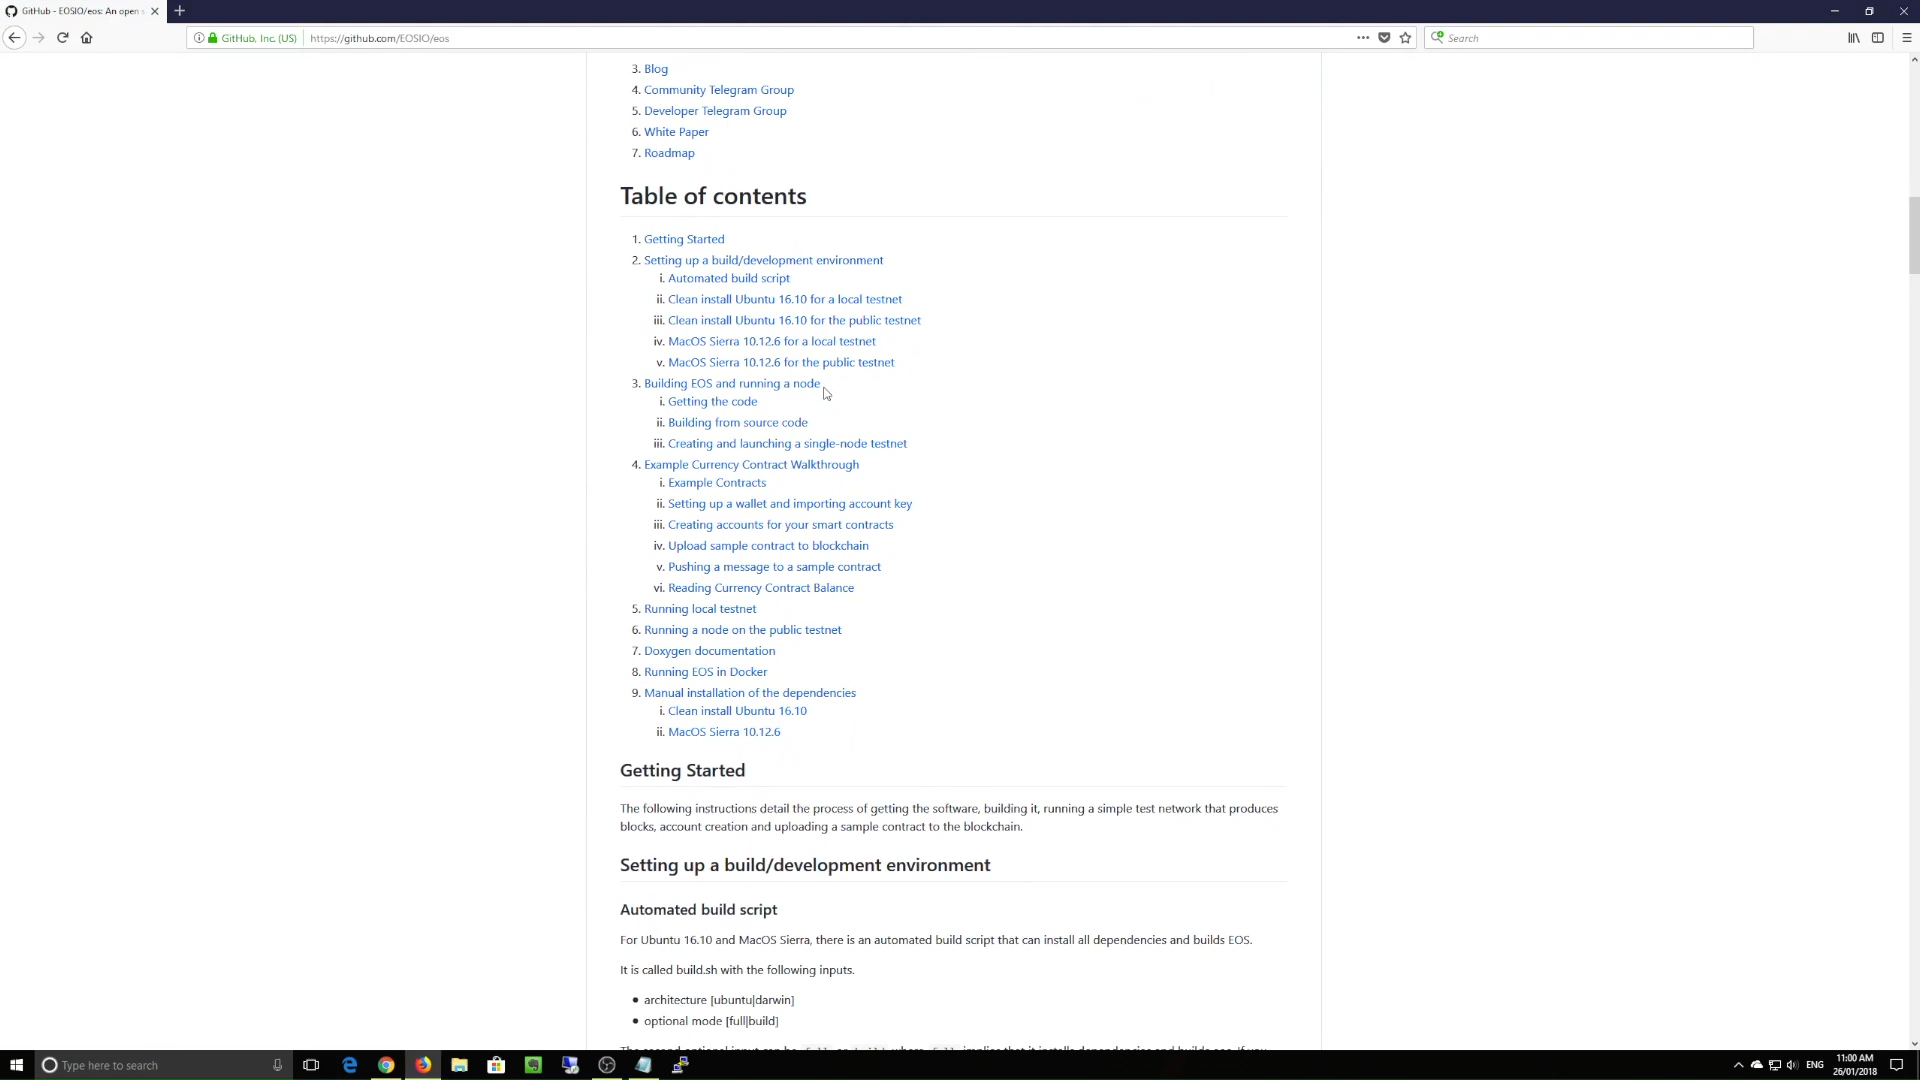 GitHub - EOSIO/eos: An open s
GitHub, Inc. (US)
https://github.com/EOSIO/eos
Search
3. Blog
4. Community Telegram Group
5. Developer Telegram Group
6. White Paper
7. Roadmap
Table of contents
1. Getting Started
2. Setting up a build/development environment
i. Automated build script
ii. Clean install Ubuntu 16.10 for a local testnet
iii. Clean install Ubuntu 16.10 for the public testnet
iv. MacOS Sierra 10.12.6 for a local testnet
v. MacOS Sierra 10.12.6 for the public testnet
3. Building EOS and running a node
i. Getting the code
ii. Building from source code
iii. Creating and launching a single-node testnet
4. Example Currency Contract Walkthrough
i. Example Contracts
ii. Setting up a wallet and importing account key
iii. Creating accounts for your smart contracts
iv. Upload sample contract to blockchain
v. Pushing a message to a sample contract
vi. Reading Currency Contract Balance
5. Running local testnet
6. Running a node on the public testnet
7. Doxygen documentation
8. Running EOS in Docker
9. Manual installation of the dependencies
i. Clean install Ubuntu 16.10
ii. MacOS Sierra 10.12.6
Getting Started
The following instructions detail the process of getting the software, building it, running a simple test network that produces
blocks, account creation and uploading a sample contract to the blockchain.
Setting up a build/development environment
Automated build script
For Ubuntu 16.10 and MacOS Sierra, there is an automated build script that can install all dependencies and builds EOS.
It is called build.sh with the following inputs.
• architecture [ubuntu|darwin]
• optional mode [full|build]
Type here to search
ENG
11:00 AM
26/01/2018